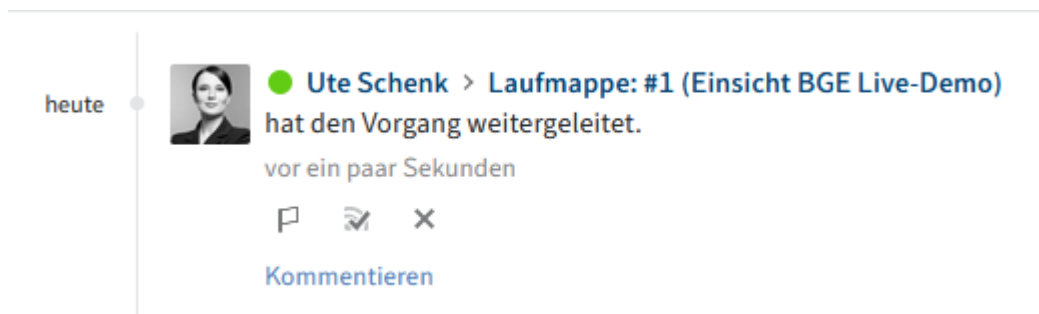 heute
Ute Schenk > Laufmappe: #1 (Einsicht BGE Live-Demo)
hat den Vorgang weitergeleitet.
vor ein paar Sekunden
Kommentieren